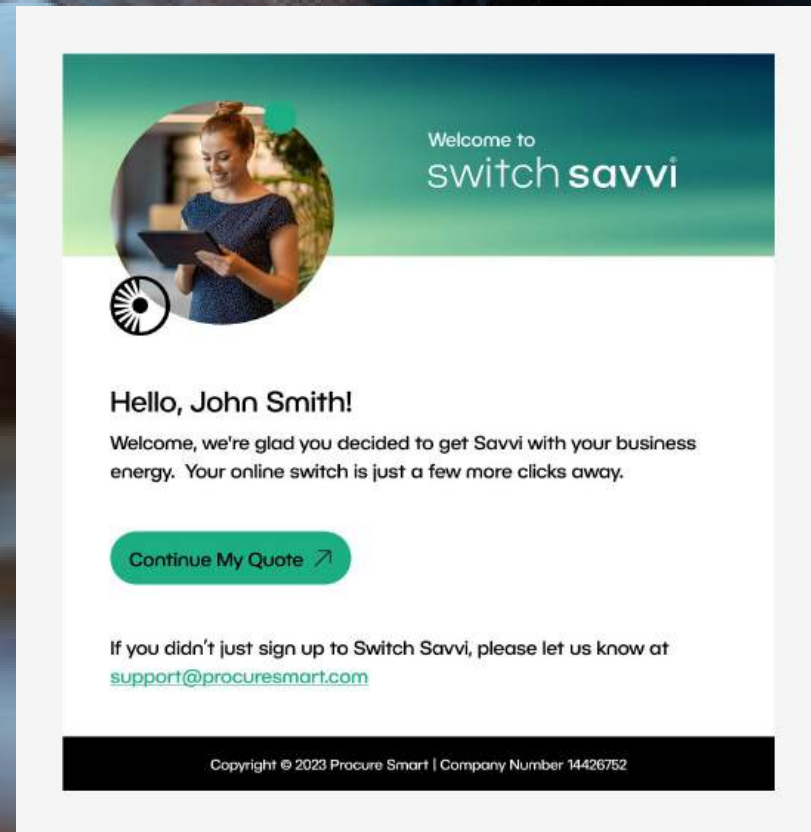 Welcome to
switch savvi
Hello, John Smith!
Welcome, we're glad you decided to get Savvi with your business
energy.  Your online switch is just a few more clicks away.
Continue My Quote
If you didn't just sign up to Switch Savvi, please let us know at
support@procuresmart.com
Copyright © 2023 Procure Smart | Company Number 14426752